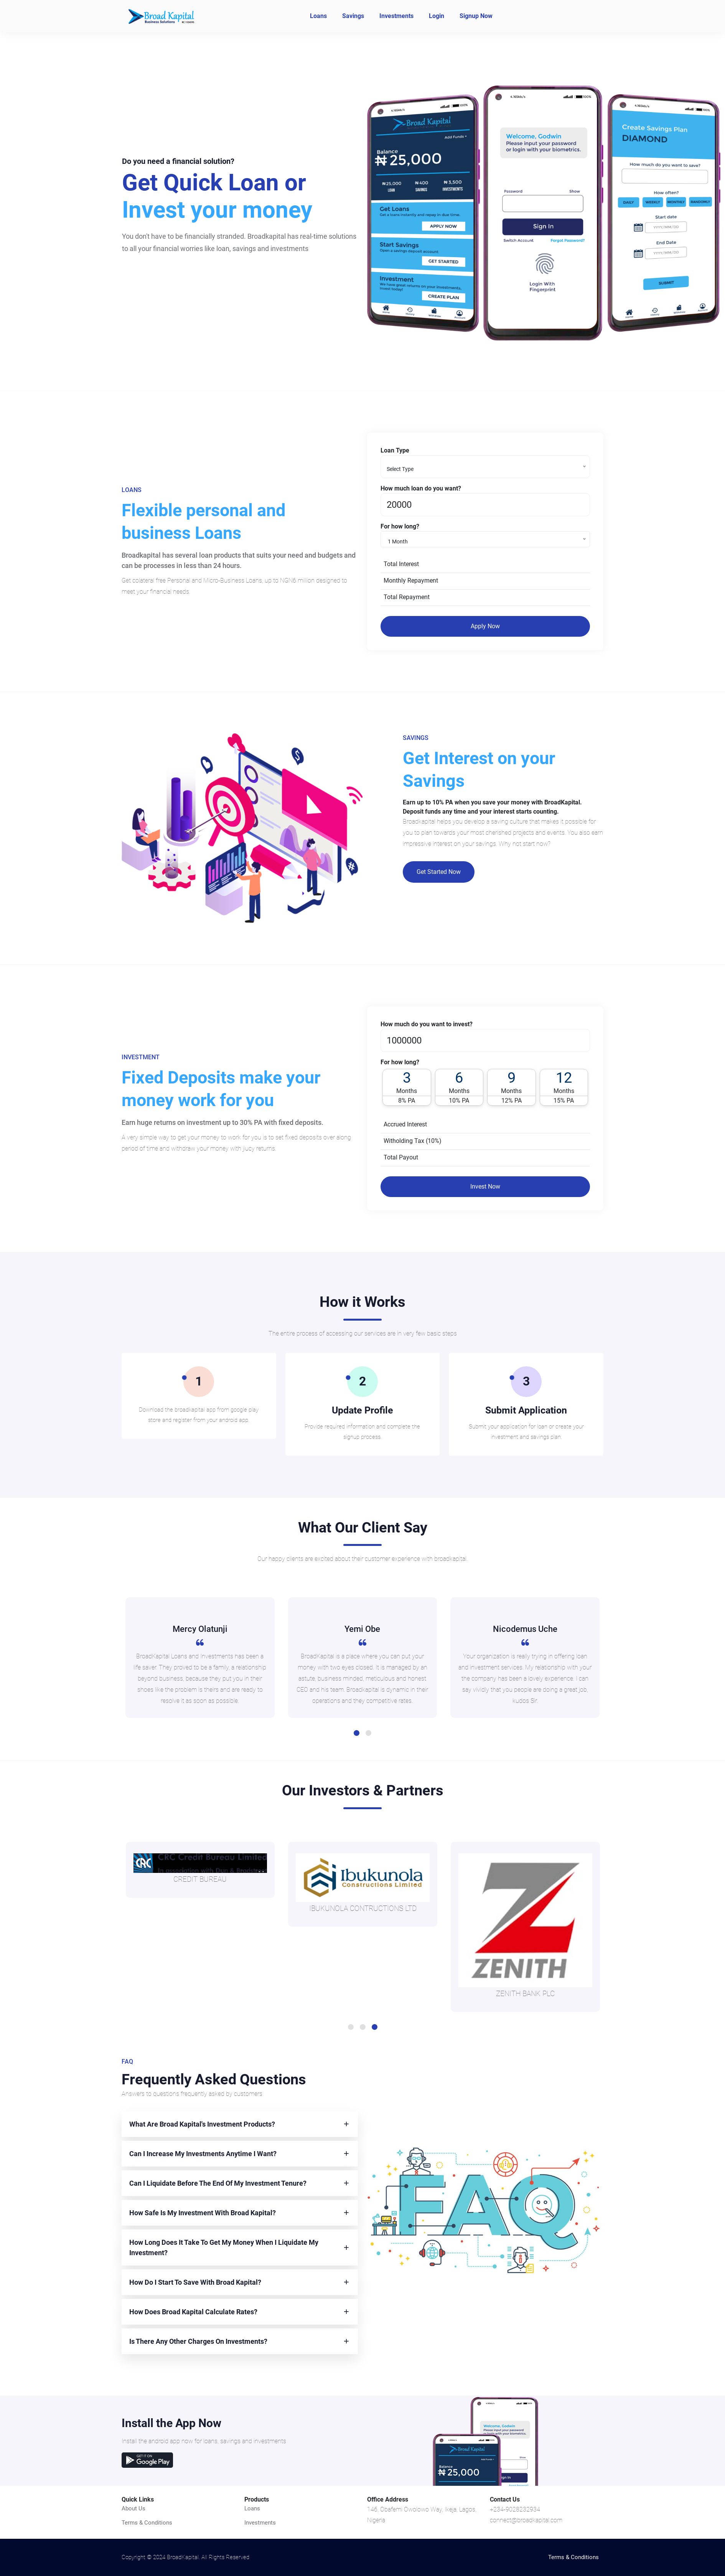 Broad Kapital
Business Solutions
Loans Savings Investments Login Signup Now
Do you need a financial solution?
Get Quick Loan or
Invest your money
You don't have to be financially stranded. Broadkapital has real-time solutions
to all your financial worries like loan, savings and investments
Broad Kapital
Add Funds
Balance
₦25,000
₦5,000
LOAN
₦5,000
SAVINGS
3,500
INVESTMENTS
Get Loans
APPLY NOW
Start Savings
GET STARTED
Investment
CREATE PLAN
Welcome, Godwin
Please input your password
or login with your biometrics.
Password Show
Sign In
Switch Account Forgot Password?
Login With
Fingerprint
Create Savings Plan
DIAMOND
How much do you want to save?
How often?
DAILY WEEKLY MONTHLY MANUALLY
Start date
End Date
SUBMIT
Loan Type
Select Type
How much loan do you want?
20000
For how long?
1 Month
Total Interest
Monthly Repayment
Total Repayment
Apply Now
LOANS
Flexible personal and
business Loans
Broadkapital has several loan products that suits your need and budgets and
can be processes in less than 24 hours.
Get colateral free Personal and Micro-Business Loans, up to NGN6 million designed to
meet your financial needs.
SAVINGS
Get Interest on your
Savings
Earn up to 10% PA when you save your money with BroadKapital.
Deposit funds any time and your interest starts counting.
Broadkapital helps you develop a saving culture that makes it possible for
you to plan towards your most cherished projects and events. You also earn
impressive interest on your savings. Why not start now?
Get Started Now
INVESTMENT
Fixed Deposits make your
money work for you
Earn huge returns on investment up to 30% PA with fixed deposits.
A very simple way to get your money to work for you is to set fixed deposits over along
period of time and withdraw your money with juicy returns.
How much do you want to invest?
1000000
For how long?
3 6 9 12
Months Months Months Months
8% PA 10% PA 12% PA 15% PA
Accrued Interest
Witholding Tax (10%)
Total Payout
Invest Now
How it Works
The entire process of accessing our services are in very few basic steps
1
Download the broadkapital app from google play
store and register from your android app
2
Update Profile
Provide required information and complete the
signup process
3
Submit Application
Submit your application for loan or create your
investment and savings plan
What Our Client Say
Our happy clients are excited about their customer experience with broadkapital
Mercy Olatunji
BroadKapital Loans and Investments has been a
life saver. They proved to be a family, a relationship
beyond business, because they put you in their
shoes like the problem is theirs and are ready to
resolve it as soon as possible.
Yemi Obe
BroadKapital is a place where you can put your
money with two eyes closed. It is managed by an
astute, business minded, meticulous and honest
CEO and his team. Broadkapital is dynamic in their
operations and they competitive rates.
Nicodemus Uche
Your organization is really trying in offering loan
and investment services. My relationship with your
the company has been a lovely experience. I can
say vividly that you people are doing a great job,
kudos Sir.
Our Investors & Partners
CRC
CRC Credit Bureau Limited
CREDIT BUREAU
Ibukunola
Constructions Limited
IBUKUNOLA CONTRUCTIONS LTD
ZENITH
ZENITH BANK PLC
FAQ
Frequently Asked Questions
Answers to questions frequently asked by customers
What Are Broad Kapital's Investment Products?
Can I Increase My Investments Anytime I Want?
Can I Liquidate Before The End Of My Investment Tenure?
How Safe Is My Investment With Broad Kapital?
How Long Does It Take To Get My Money When I Liquidate My
Investment?
How Do I Start To Save With Broad Kapital?
How Does Broad Kapital Calculate Rates?
Is There Any Other Charges On Investments?
FAQ
Install the App Now
Install the android app now for loans, savings and investments
GET IT ON
Google Play
Welcome, Godwin
Broad Kapital
Balance
₦25,000
Quick Links
About Us
Terms & Conditions
Products
Loans
Investments
Office Address
146, Obafemi Owolowo Way, Ikeja. Lagos.
Nigeria
Contact Us
+234-9028232934
connect@broadkapital.com
Copyright © 2024 BroadKapital. All Rights Reserved
Terms & Conditions